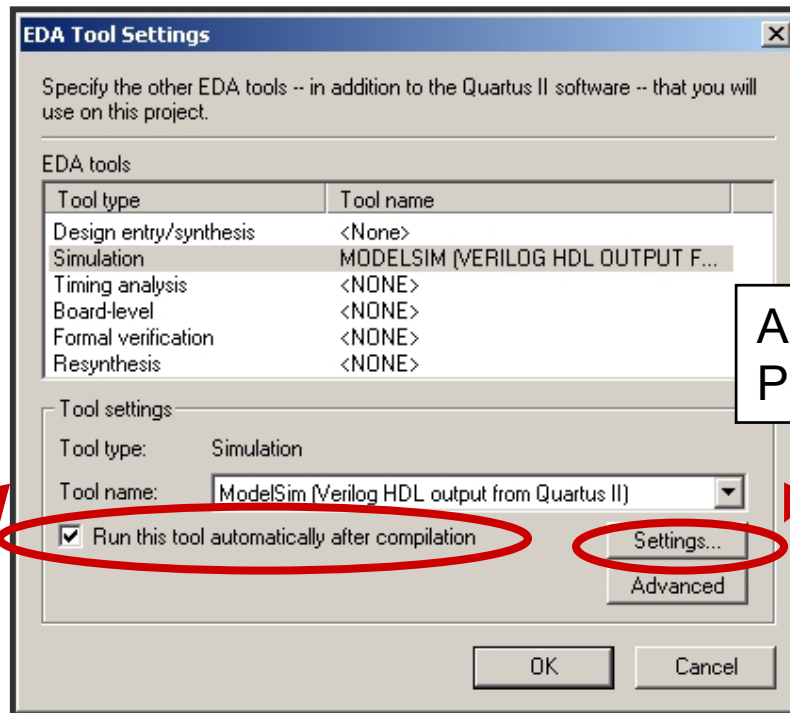 EDA Tool Settings
Specify the other EDA tools -- in addition to the Quartus II software -- that you will
use on this project.
EDA tools
Tool type Tool name
Design entry/synthesis <None>
Simulation MODELSIM (VERILOG HDL OUTPUT F...
Timing analysis <NONE>
Board-level <NONE>
Formal verification <NONE>
Resynthesis <NONE>
A
P
Tool settings
Tool type: Simulation
Tool name: ModelSim (Verilog HDL output from Quartus II)
Run this tool automatically after compilation
Settings...
Advanced
OK Cancel